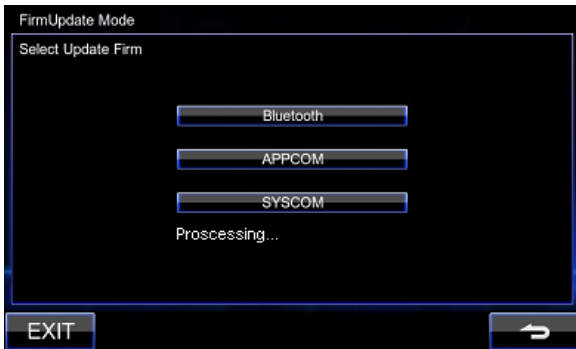 FirmUpdate Mode
Select Update Firm
Bluetooth
APPCOM
SYSCOM
Proscessing...
EXIT